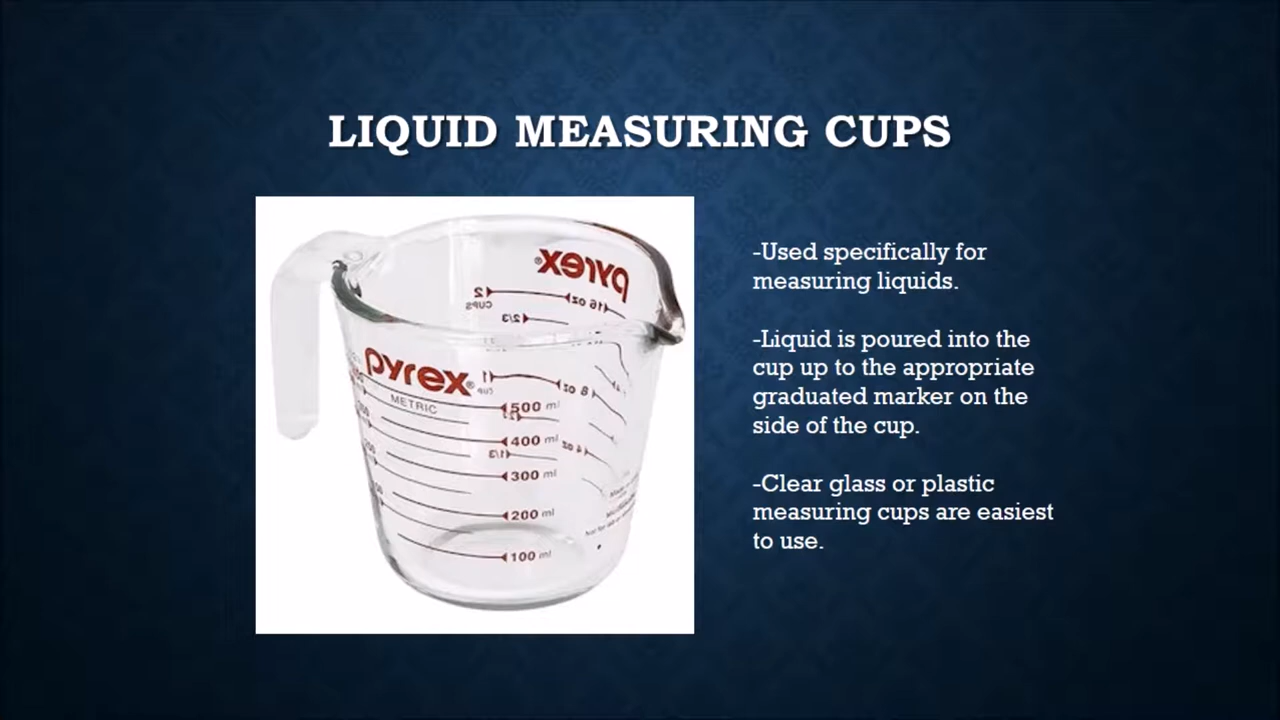 LIQUID MEASURING CUPS
-Used specifically for
measuring liquids.
-Liquid is poured into the
cup up to the appropriate
graduated marker on the
side of the cup.
-Clear glass or plastic
measuring cups are easiest
to use.
pyrex®
2 16 oz
CUPS
2/3
pyrex®
1 8 oz
CUP
METRIC
500 ml
400 ml
4 oz
1/3
300 ml
200 ml
100 ml